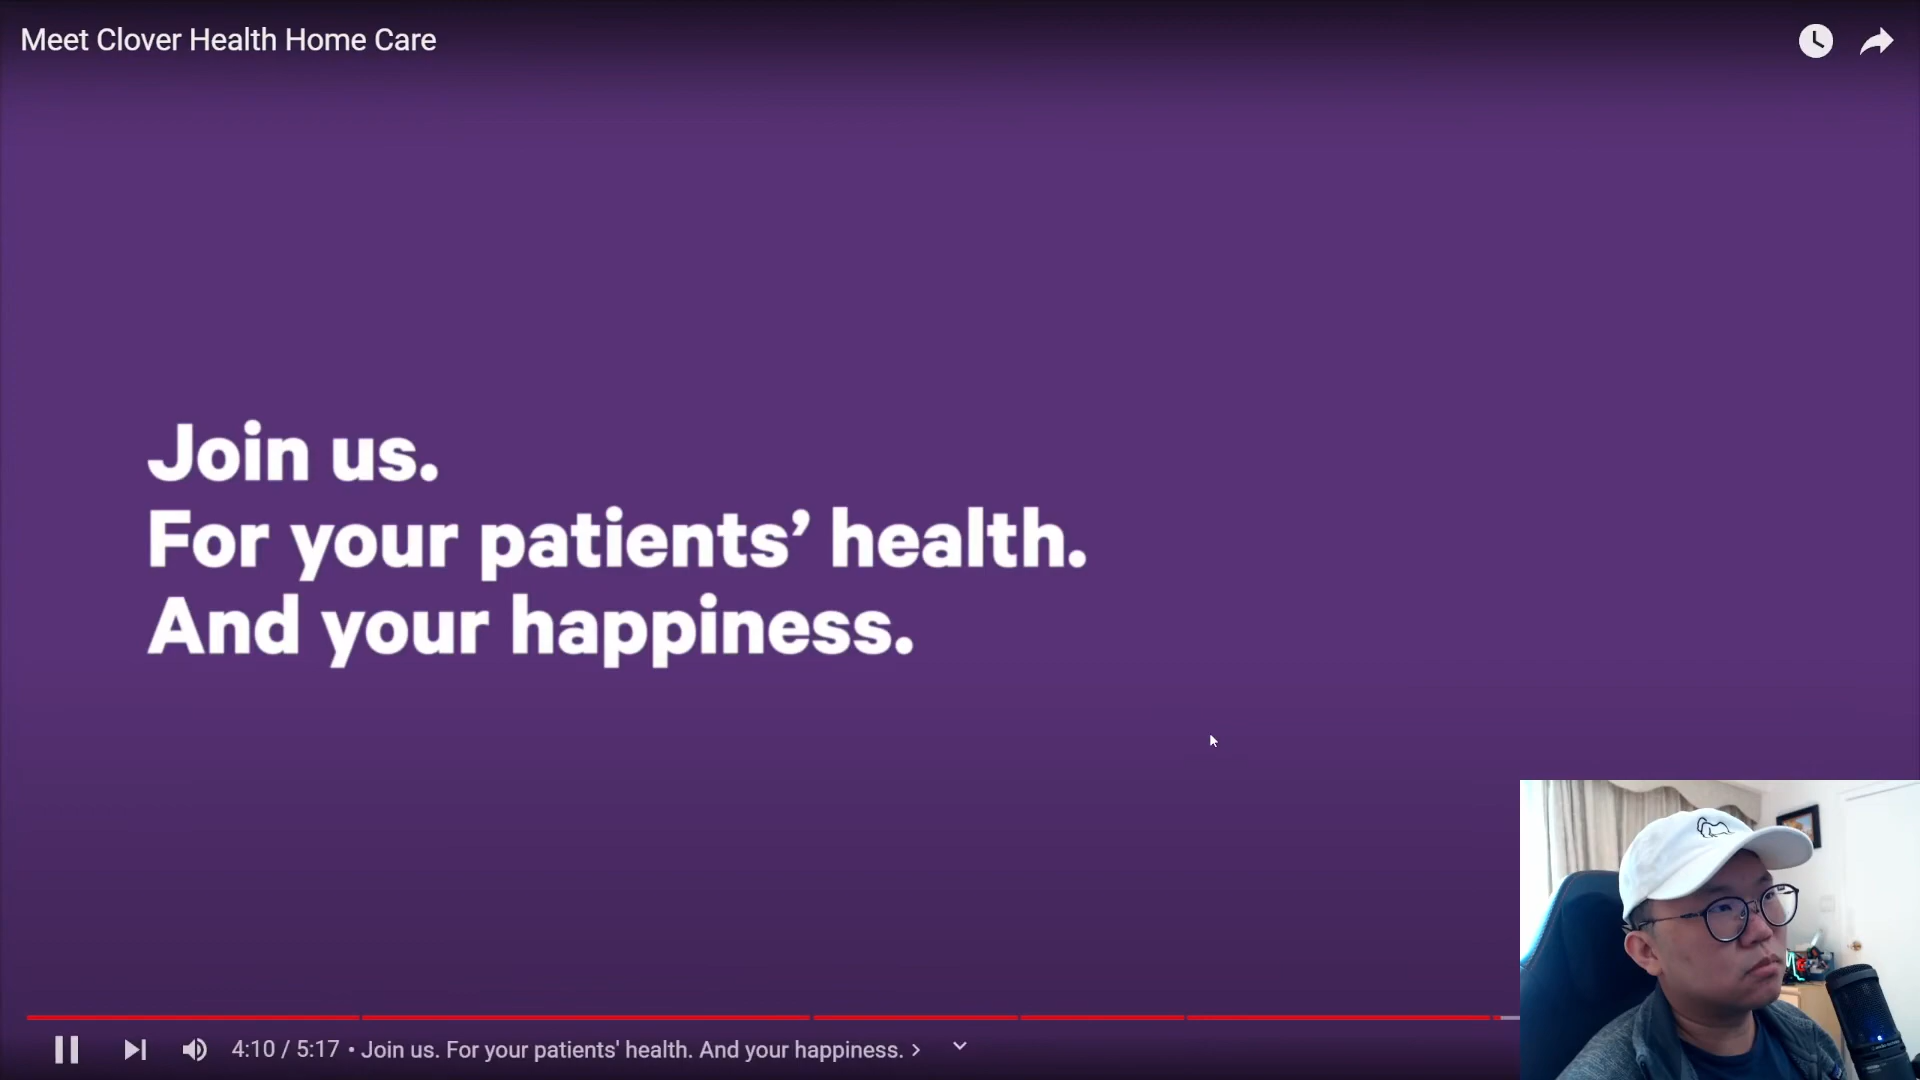 Meet Clover Health Home Care
Join us.
For your patients’ health.
And your happiness.
4:10 / 5:17 • Join us. For your patients' health. And your happiness. >